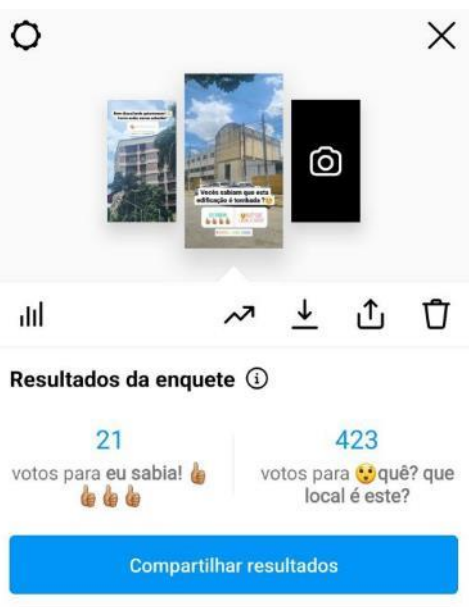 Vocês sabiam que esta
edificação é tombada ?
Resultados da enquete
21
votos para eu sabia!
423
votos para 😯quê? que
local é este?
Compartilhar resultados